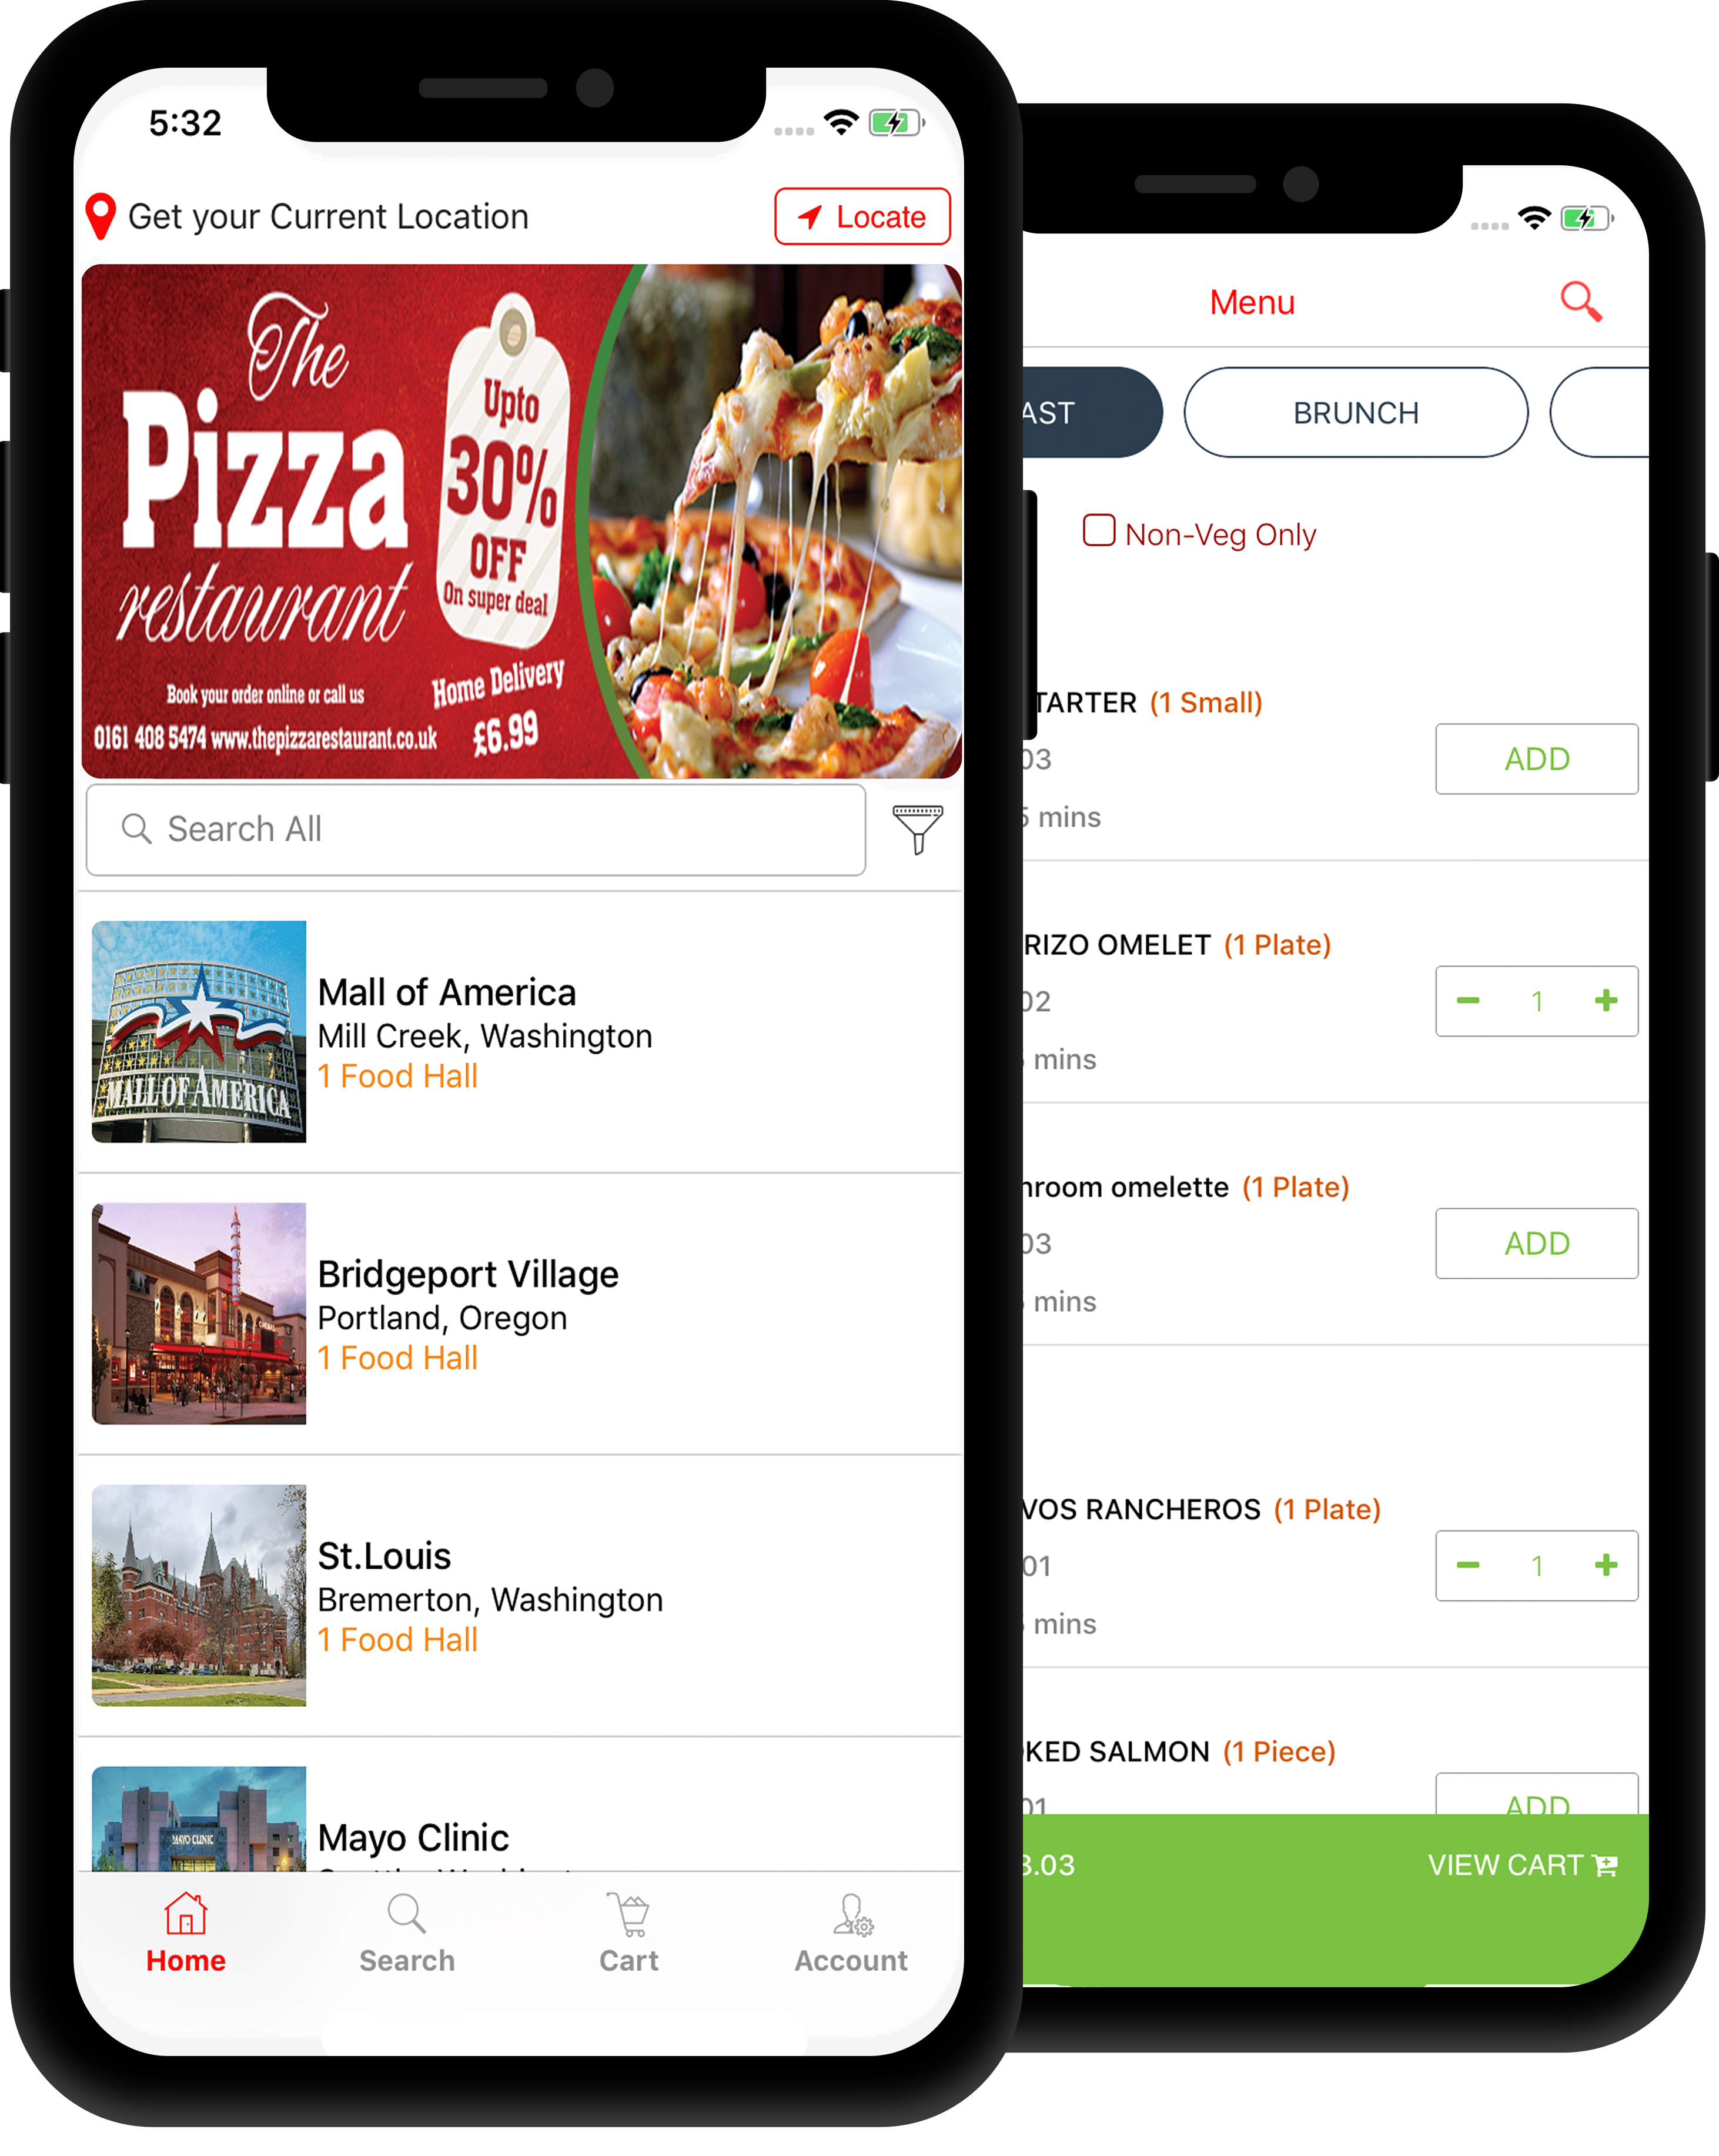 5:32
Get your Current Location
Locate
The
Pizza
restaurant
Upto
30%
OFF
On super deal
Home Delivery
£6.99
Book your order online or call us
0161 408 5474 www.thepizzarestaurant.co.uk
Search All
MALL OF AMERICA
Mall of America
Mill Creek, Washington
1 Food Hall
Bridgeport Village
Portland, Oregon
1 Food Hall
St.Louis
Bremerton, Washington
1 Food Hall
MAYO CLINIC
Mayo Clinic
Home
Search
Cart
Account
Menu
AST
BRUNCH
Non-Veg Only
TARTER (1 Small)
03
ADD
5 mins
RIZO OMELET (1 Plate)
02
1
mins
room omelette (1 Plate)
03
ADD
mins
VOS RANCHEROS (1 Plate)
01
1
mins
KED SALMON (1 Piece)
01
ADD
3.03
VIEW CART